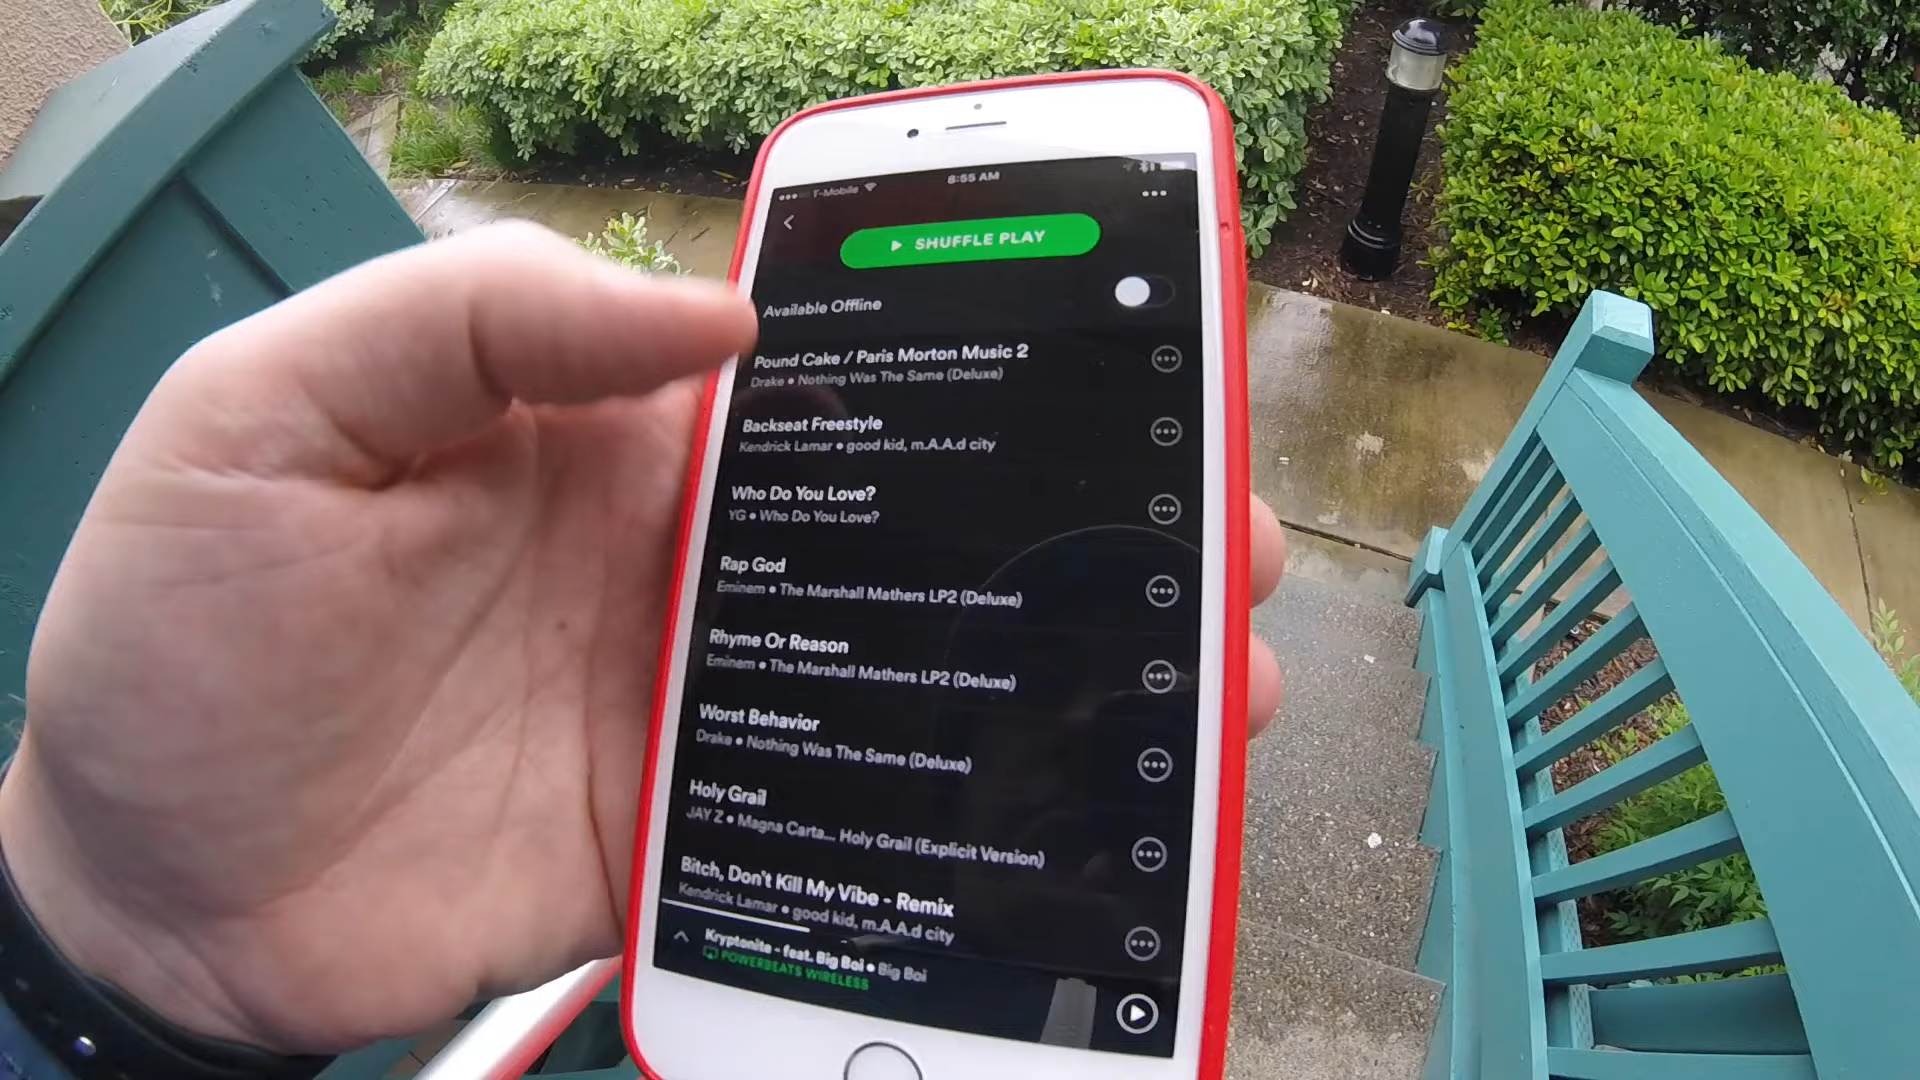 T-Mobile
8:55 AM
SHUFFLE PLAY
Available Offline
Pound Cake / Paris Morton Music 2
Drake • Nothing Was The Same (Deluxe)
Backseat Freestyle
Kendrick Lamar • good kid, m.A.A.d city
Who Do You Love?
YG • Who Do You Love?
Rap God
Eminem • The Marshall Mathers LP2 (Deluxe)
Rhyme Or Reason
Eminem • The Marshall Mathers LP2 (Deluxe)
Worst Behavior
Drake • Nothing Was The Same (Deluxe)
Holy Grail
JAY Z • Magna Carta... Holy Grail (Explicit Version)
Bitch, Don't Kill My Vibe - Remix
Kendrick Lamar • good kid, m.A.A.d city
Kryptonite - feat. Big Boi • Big Boi
POWERBEATS WIRELESS